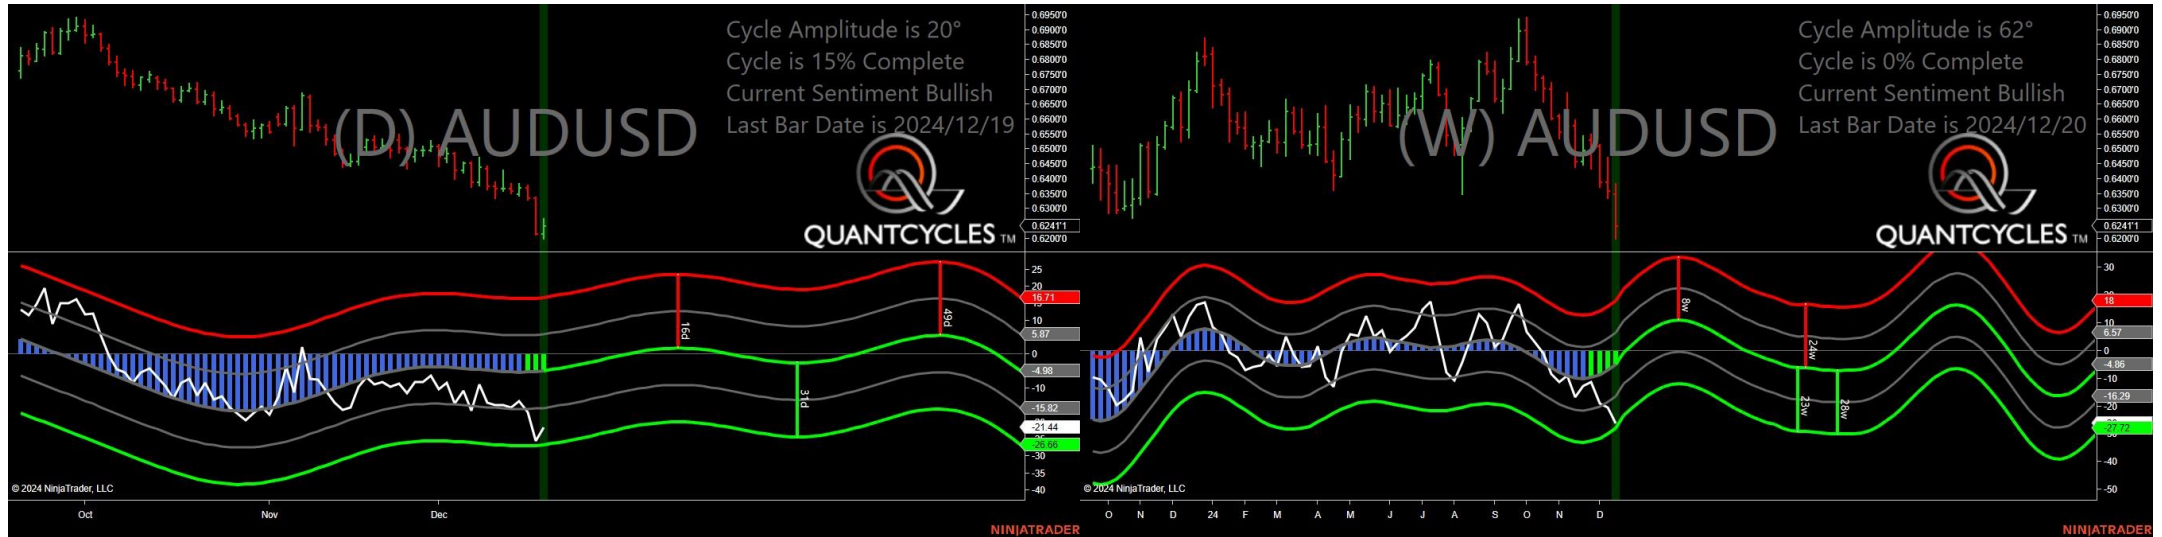 Cycle Amplitude is 20°
Cycle is 15% Complete
Current Sentiment Bullish
Last Bar Date is 2024/12/19
(D) AUDUSD
QUANTCYCLES TM
0.6950'0
0.6900'0
0.6850'0
0.6800'0
0.6750'0
0.6700'0
0.6650'0
0.6600'0
0.6550'0
0.6500'0
0.6450'0
0.6400'0
0.6350'0
0.6300'0
0.6241'1
0.6200'0
25
20
16.71
10
5.87
0
-4.98
-10
-15.82
-21.44
-26.66
-30
-35
-40
16d
31d
49d
© 2024 NinjaTrader, LLC
Oct Nov Dec
NINJATRADER
Cycle Amplitude is 62°
Cycle is 0% Complete
Current Sentiment Bullish
Last Bar Date is 2024/12/20
(W) AUDUSD
QUANTCYCLES TM
0.6950'0
0.6900'0
0.6850'0
0.6800'0
0.6750'0
0.6700'0
0.6650'0
0.6600'0
0.6550'0
0.6500'0
0.6450'0
0.6400'0
0.6350'0
0.6300'0
0.6241'1
0.6200'0
30
18
10
6.57
0
-4.86
-10
-16.29
-20
-27.72
-40
-50
8w
24w
23w
28w
© 2024 NinjaTrader, LLC
O N D 24 F M A M J J A S O N D
NINJATRADER